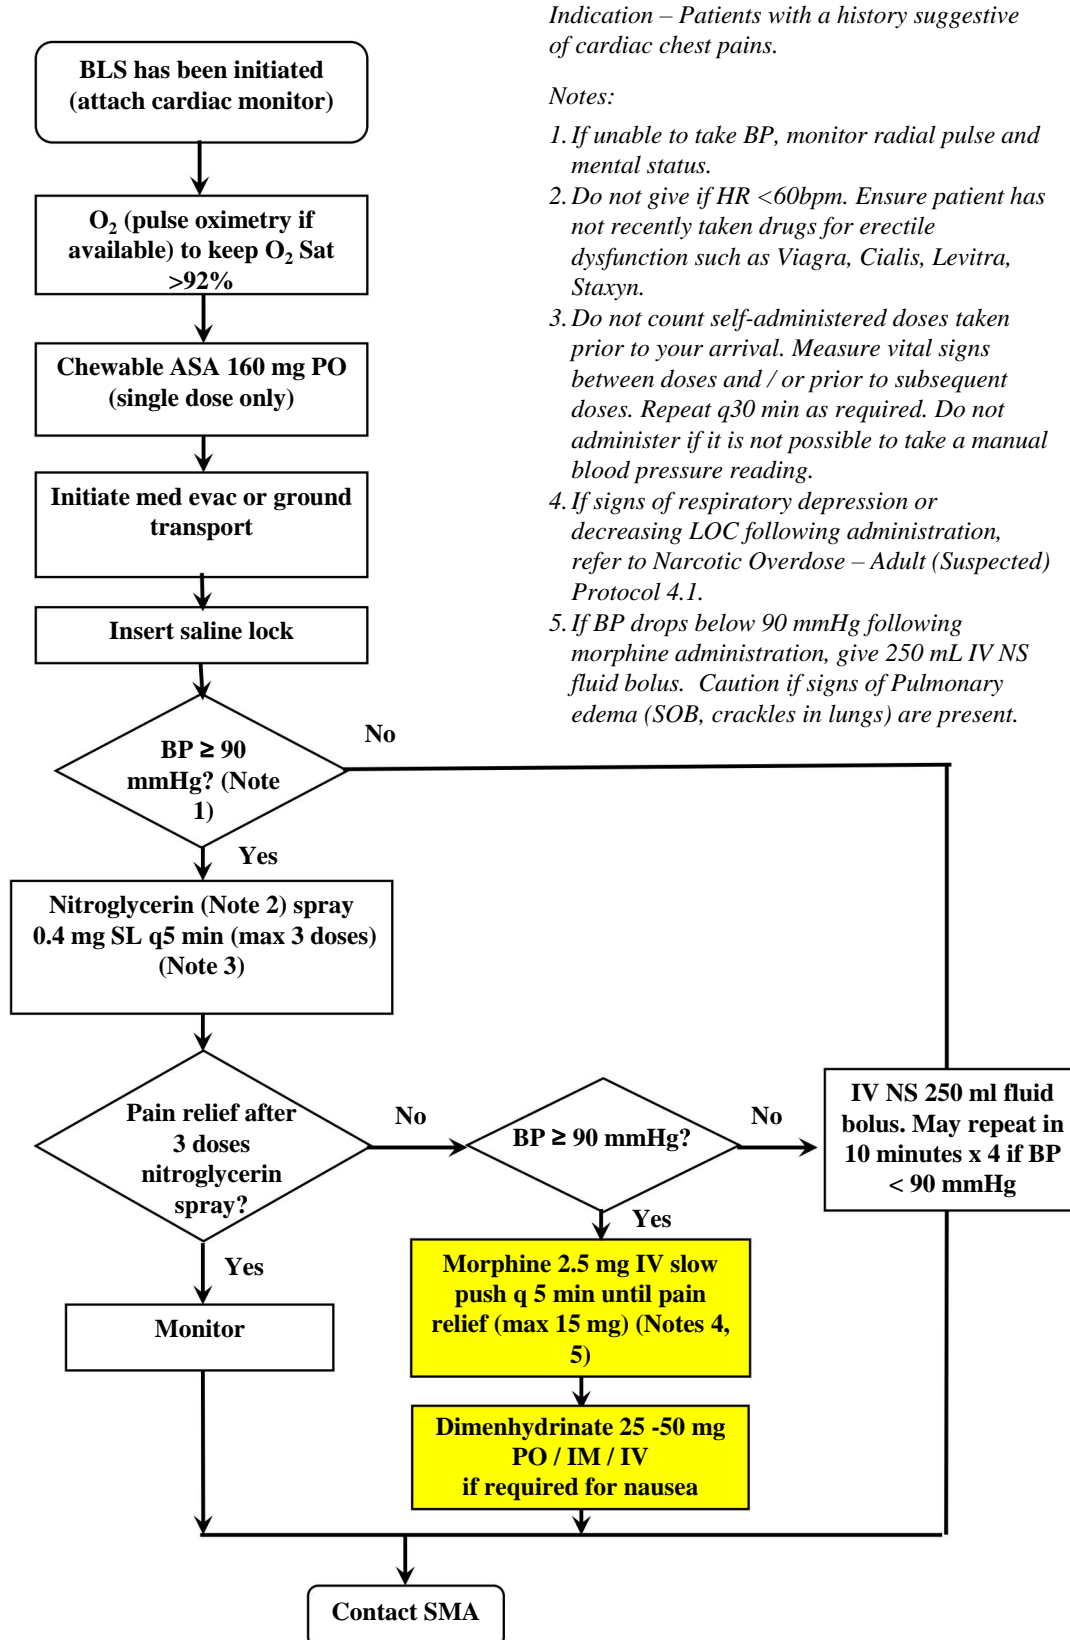 Indication – Patients with a history suggestive
of cardiac chest pains.
Notes:
1. If unable to take BP, monitor radial pulse and
mental status.
2. Do not give if HR <60bpm. Ensure patient has
not recently taken drugs for erectile
dysfunction such as Viagra, Cialis, Levitra,
Staxyn.
3. Do not count self-administered doses taken
prior to your arrival. Measure vital signs
between doses and / or prior to subsequent
doses. Repeat q30 min as required. Do not
administer if it is not possible to take a manual
blood pressure reading.
4. If signs of respiratory depression or
decreasing LOC following administration,
refer to Narcotic Overdose – Adult (Suspected)
Protocol 4.1.
5. If BP drops below 90 mmHg following
morphine administration, give 250 mL IV NS
fluid bolus.  Caution if signs of Pulmonary
edema (SOB, crackles in lungs) are present.
BLS has been initiated
(attach cardiac monitor)
O₂ (pulse oximetry if
available) to keep O₂ Sat
>92%
Chewable ASA 160 mg PO
(single dose only)
Initiate med evac or ground
transport
Insert saline lock
BP ≥ 90
mmHg? (Note
1)
No
Yes
Nitroglycerin (Note 2) spray
0.4 mg SL q5 min (max 3 doses)
(Note 3)
Pain relief after
3 doses
nitroglycerin
spray?
No
BP ≥ 90 mmHg?
No
IV NS 250 ml fluid
bolus. May repeat in
10 minutes x 4 if BP
< 90 mmHg
Yes
Yes
Monitor
Morphine 2.5 mg IV slow
push q 5 min until pain
relief (max 15 mg) (Notes 4,
5)
Dimenhydrinate 25 -50 mg
PO / IM / IV
if required for nausea
Contact SMA